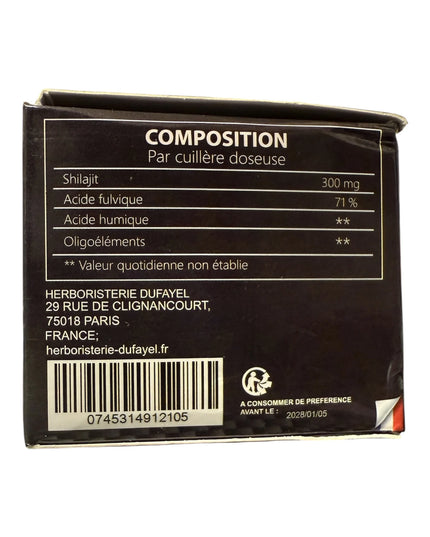 COMPOSITION
Par cuillère doseuse
Shilajit 300 mg
Acide fulvique 71 %
Acide humique **
Oligoéléments **
** Valeur quotidienne non établie
HERBORISTERIE DUFAYEL
29 RUE DE CLIGNANCOURT,
75018 PARIS
FRANCE;
herboristerie-dufayel.fr
0745314912105
A CONSOMMER DE PREFERENCE
AVANT LE : 2028/01/05